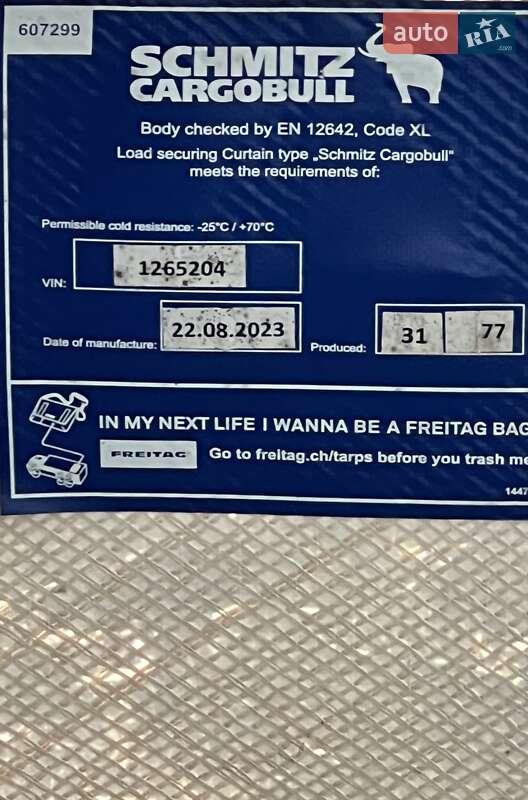 607299
auto RIA .com
SCHMITZ
CARGOBULL
Body checked by EN 12642, Code XL
Load securing Curtain type „Schmitz Cargobull“
meets the requirements of:
Permissible cold resistance: -25°C / +70°C
VIN: 1265204
Date of manufacture: 22.08.2023 Produced: 31 77
IN MY NEXT LIFE I WANNA BE A FREITAG BAG
FREITAG Go to freitag.ch/tarps before you trash me
1447